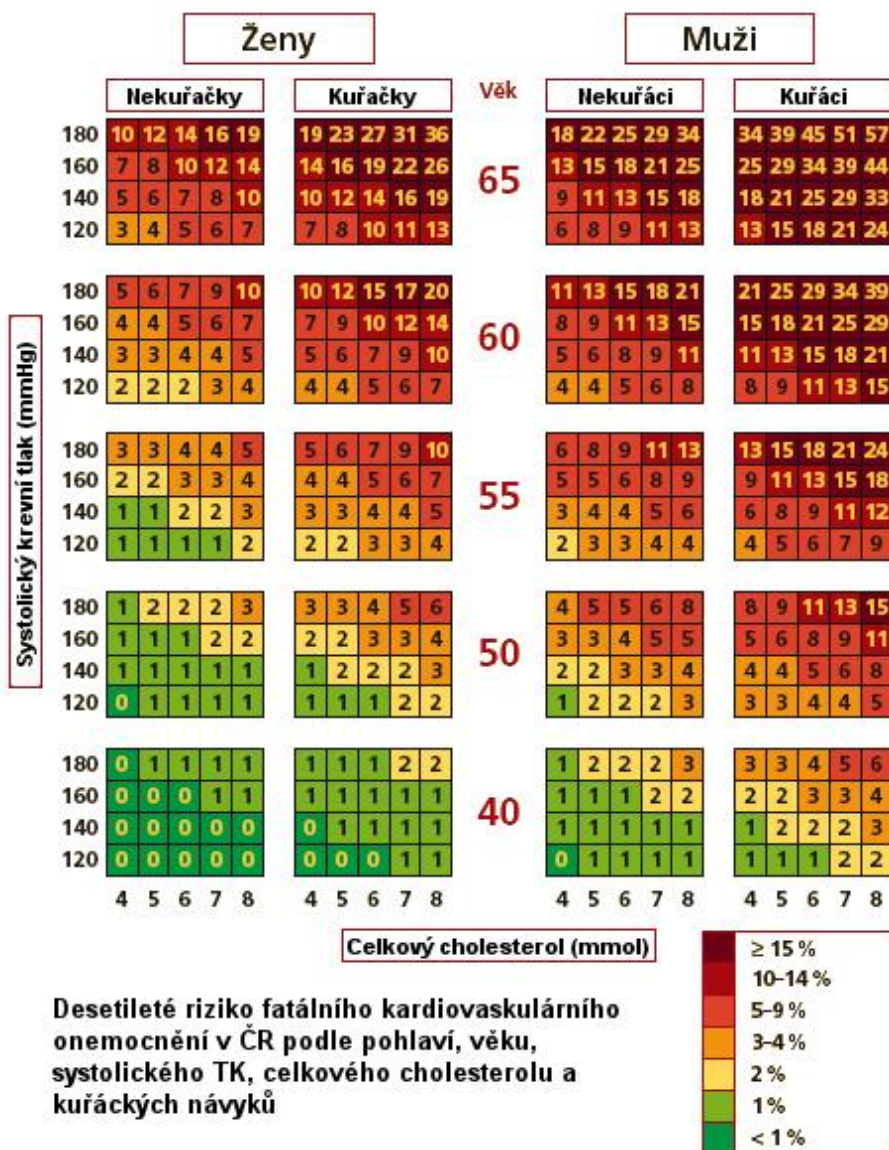 Ženy Muži
Nekuřačky Kuřačky Věk Nekuřáci Kuřáci
180 10 12 14 16 19 19 23 27 31 36 18 22 25 29 34 34 39 45 51 57
160 7 8 10 12 14 14 16 19 22 26 13 15 18 21 25 25 29 34 39 44
65
140 5 6 7 8 10 10 12 14 16 19 9 11 13 15 18 18 21 25 29 33
120 3 4 5 6 7 7 8 10 11 13 6 8 9 11 13 13 15 18 21 24
180 5 6 7 9 10 10 12 15 17 20 11 13 15 18 21 21 25 29 34 39
160 4 4 5 6 7 7 9 10 12 14 8 9 11 13 15 15 18 21 25 29
60
140 3 3 4 4 5 5 6 7 9 10 5 6 8 9 11 11 13 15 18 21
120 2 2 2 3 4 4 4 5 6 7 4 4 5 6 8 8 9 11 13 15
Systolický krevní tlak (mmHg)
180 3 3 4 4 5 5 6 7 9 10 6 8 9 11 13 13 15 18 21 24
160 2 2 3 3 4 4 4 5 6 7 5 5 6 8 9 9 11 13 15 18
55
140 1 1 2 2 3 3 3 4 4 5 3 4 4 5 6 6 8 9 11 12
120 1 1 1 1 2 2 2 3 3 4 2 3 3 4 4 4 5 6 7 9
180 1 2 2 2 3 3 3 4 5 6 4 5 5 6 8 8 9 11 13 15
160 1 1 1 2 2 2 2 3 3 4 3 3 4 5 5 5 6 8 9 11
50
140 1 1 1 1 1 1 2 2 2 3 2 2 3 3 4 4 4 5 6 8
120 0 1 1 1 1 1 1 1 2 2 1 2 2 2 3 3 3 4 4 5
180 0 1 1 1 1 1 1 1 2 2 1 2 2 2 3 3 3 4 5 6
160 0 0 0 1 1 1 1 1 1 1 1 1 1 2 2 2 2 3 3 4
40
140 0 0 0 0 0 0 1 1 1 1 1 1 1 1 1 1 2 2 2 3
120 0 0 0 0 0 0 0 0 1 1 0 1 1 1 1 1 1 1 2 2
4 5 6 7 8 4 5 6 7 8 4 5 6 7 8 4 5 6 7 8
Celkový cholesterol (mmol)
≥ 15 %
10–14 %
5–9 %
3–4 %
2 %
1 %
< 1 %
Desetileté riziko fatálního kardiovaskulárního
onemocnění v ČR podle pohlaví, věku,
systolického TK, celkového cholesterolu a
kuřáckých návyků